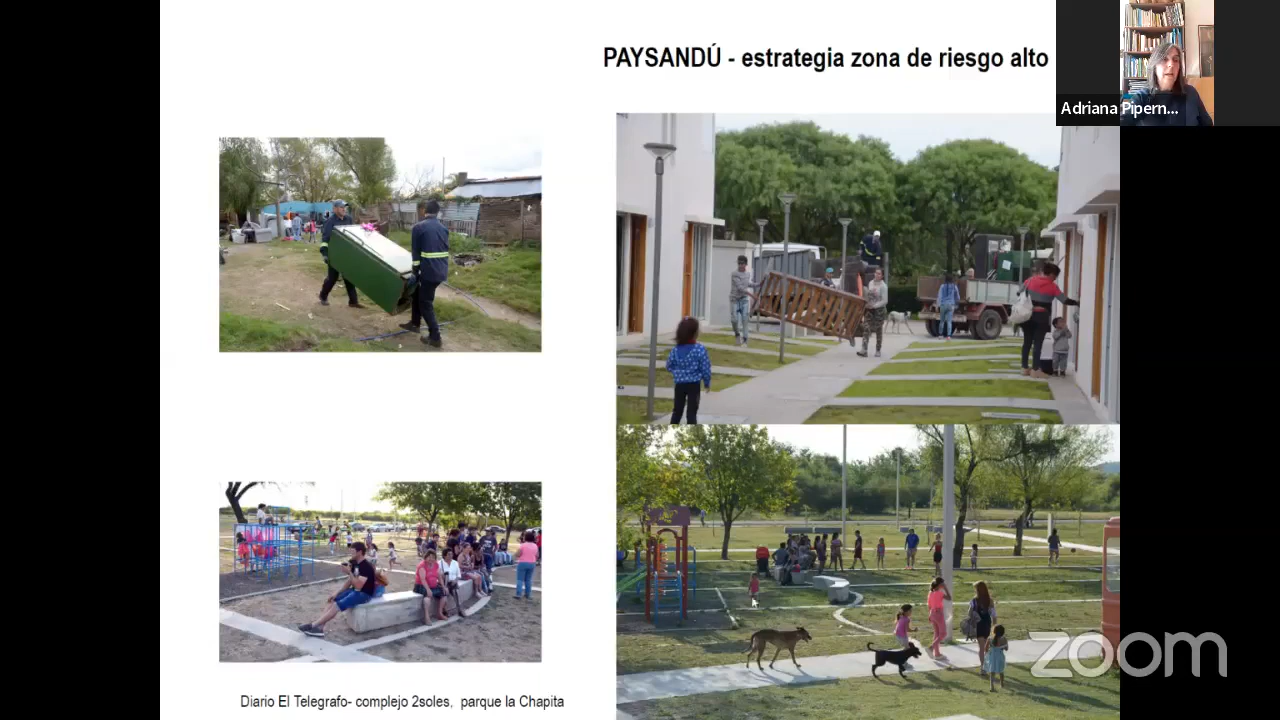 PAYSANDÚ - estrategia zona de riesgo alto
Adriana Pipern...
Diario El Telegrafo- complejo 2soles, parque la Chapita
zoom